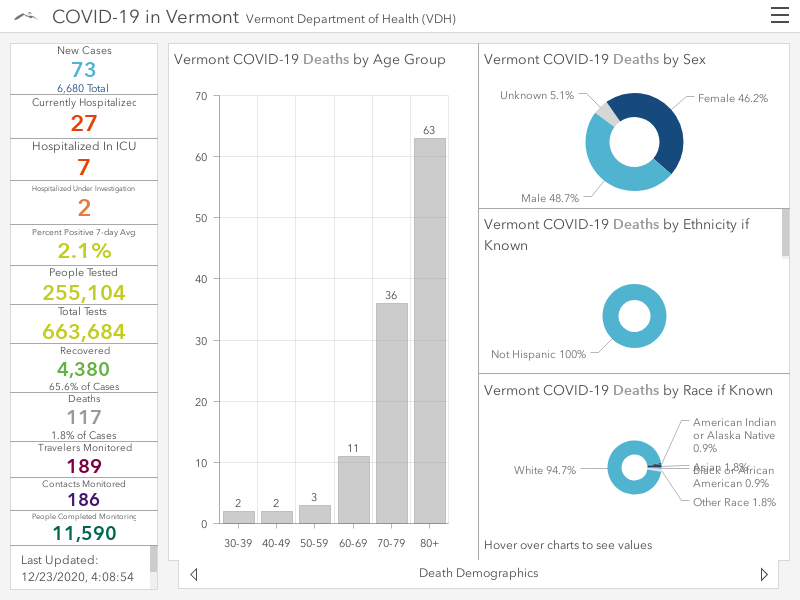 COVID-19 in Vermont Vermont Department of Health (VDH)
New Cases
73
6,680 Total
Currently Hospitalized
27
Hospitalized In ICU
7
Hospitalized Under Investigation
2
Percent Positive 7-day Avg
2.1%
People Tested
255,104
Total Tests
663,684
Recovered
4,380
65.6% of Cases
Deaths
117
1.8% of Cases
Travelers Monitored
189
Contacts Monitored
186
People Completed Monitoring
11,590
Last Updated:
12/23/2020, 4:08:54
Vermont COVID-19 Deaths by Age Group
70
60
50
40
30
20
10
0
2
2
3
11
36
63
30-39 40-49 50-59 60-69 70-79 80+
Vermont COVID-19 Deaths by Sex
Unknown 5.1%
Female 46.2%
Male 48.7%
Vermont COVID-19 Deaths by Ethnicity if
Known
Not Hispanic 100%
Vermont COVID-19 Deaths by Race if Known
American Indian
or Alaska Native
0.9%
White 94.7%
Asian 1.8%
Black or African
American 0.9%
Other Race 1.8%
Hover over charts to see values
Death Demographics